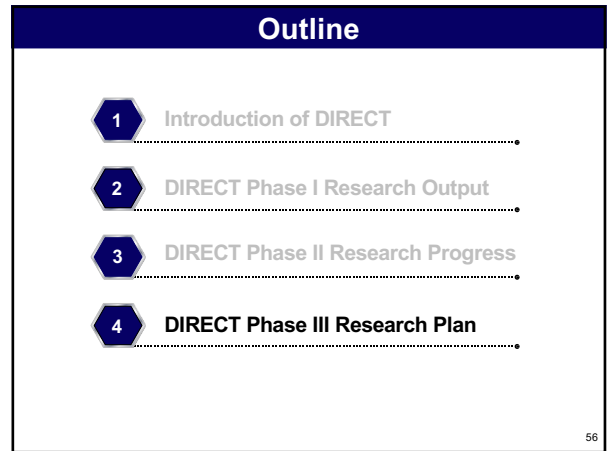 Outline
1 Introduction of DIRECT
2 DIRECT Phase I Research Output
3 DIRECT Phase II Research Progress
4 DIRECT Phase III Research Plan
56